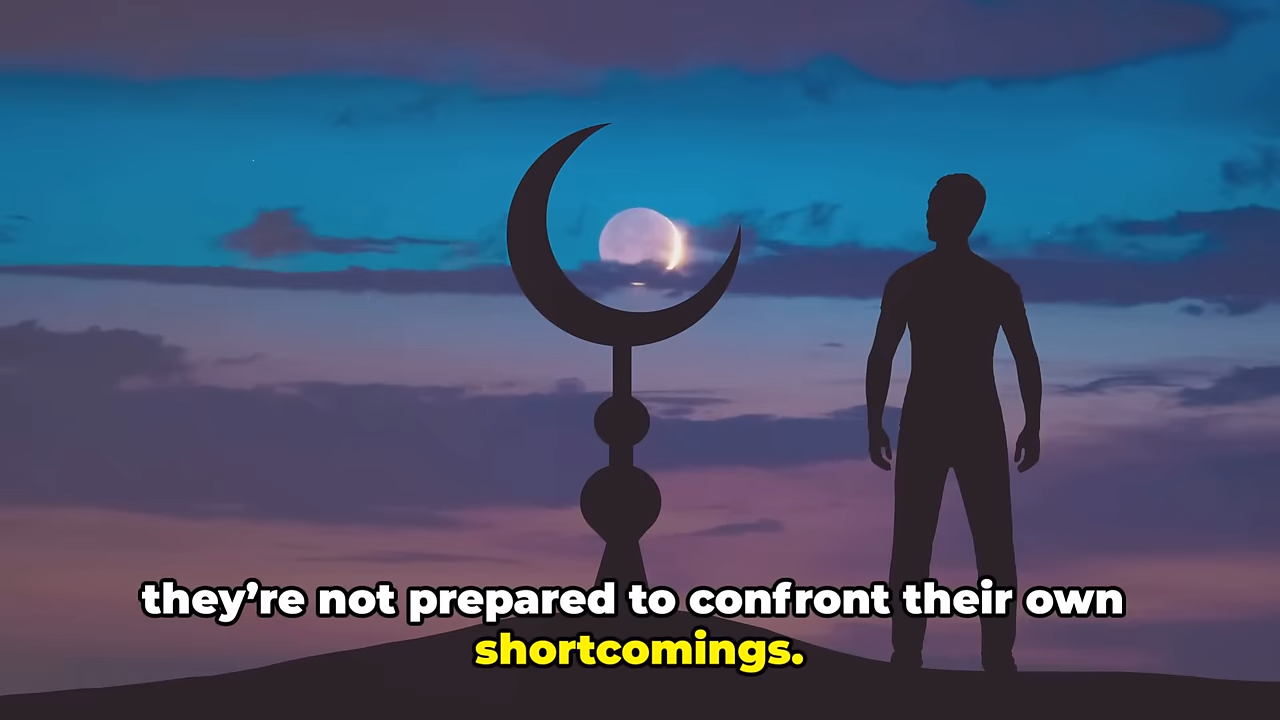 they’re not prepared to confront their own
shortcomings.